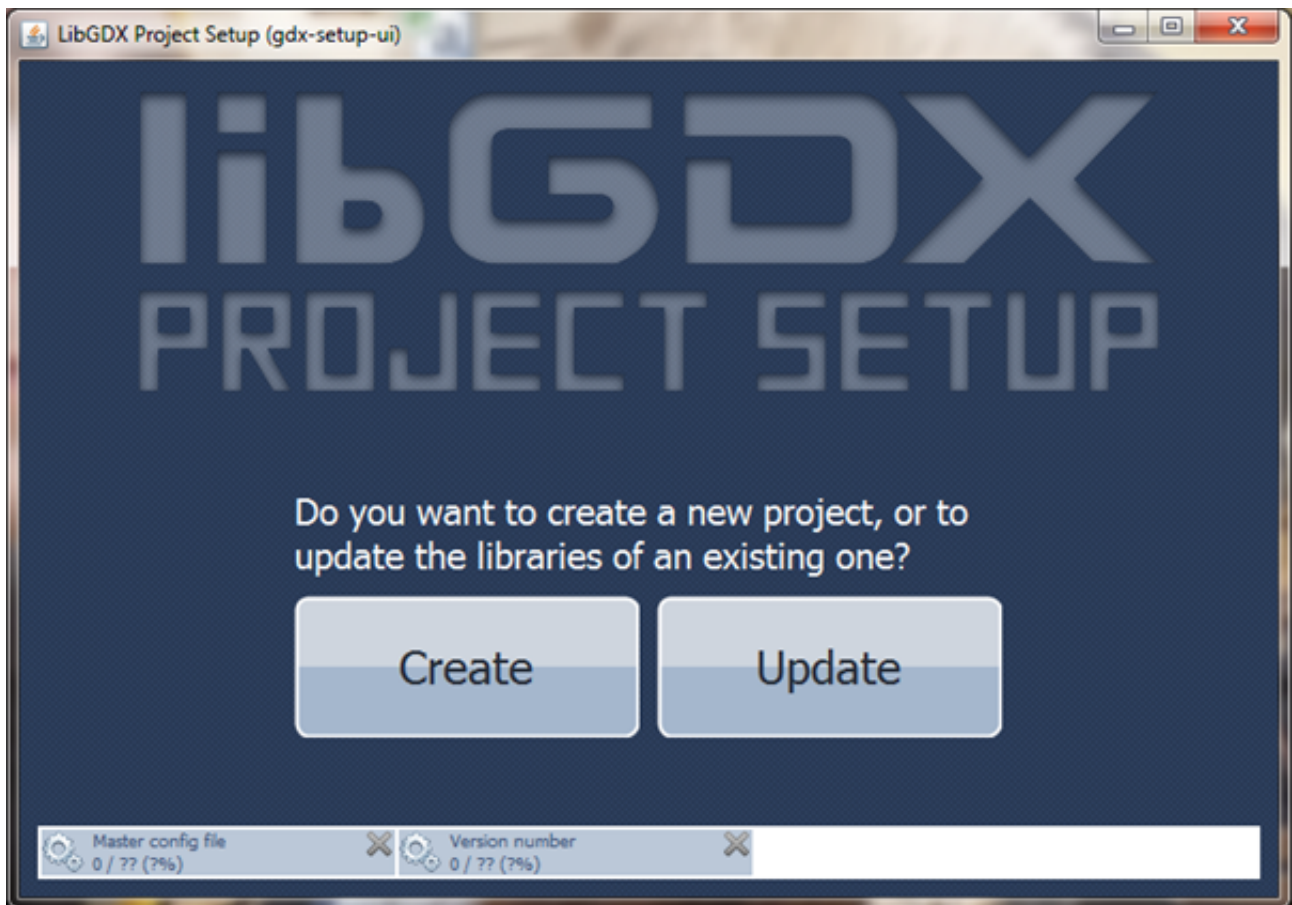 LibGDX Project Setup (gdx-setup-ui)
libGDX
PROJECT SETUP
Do you want to create a new project, or to
update the libraries of an existing one?
Create Update
Master config file Version number
0 / ?? (?%) 0 / ?? (?%)